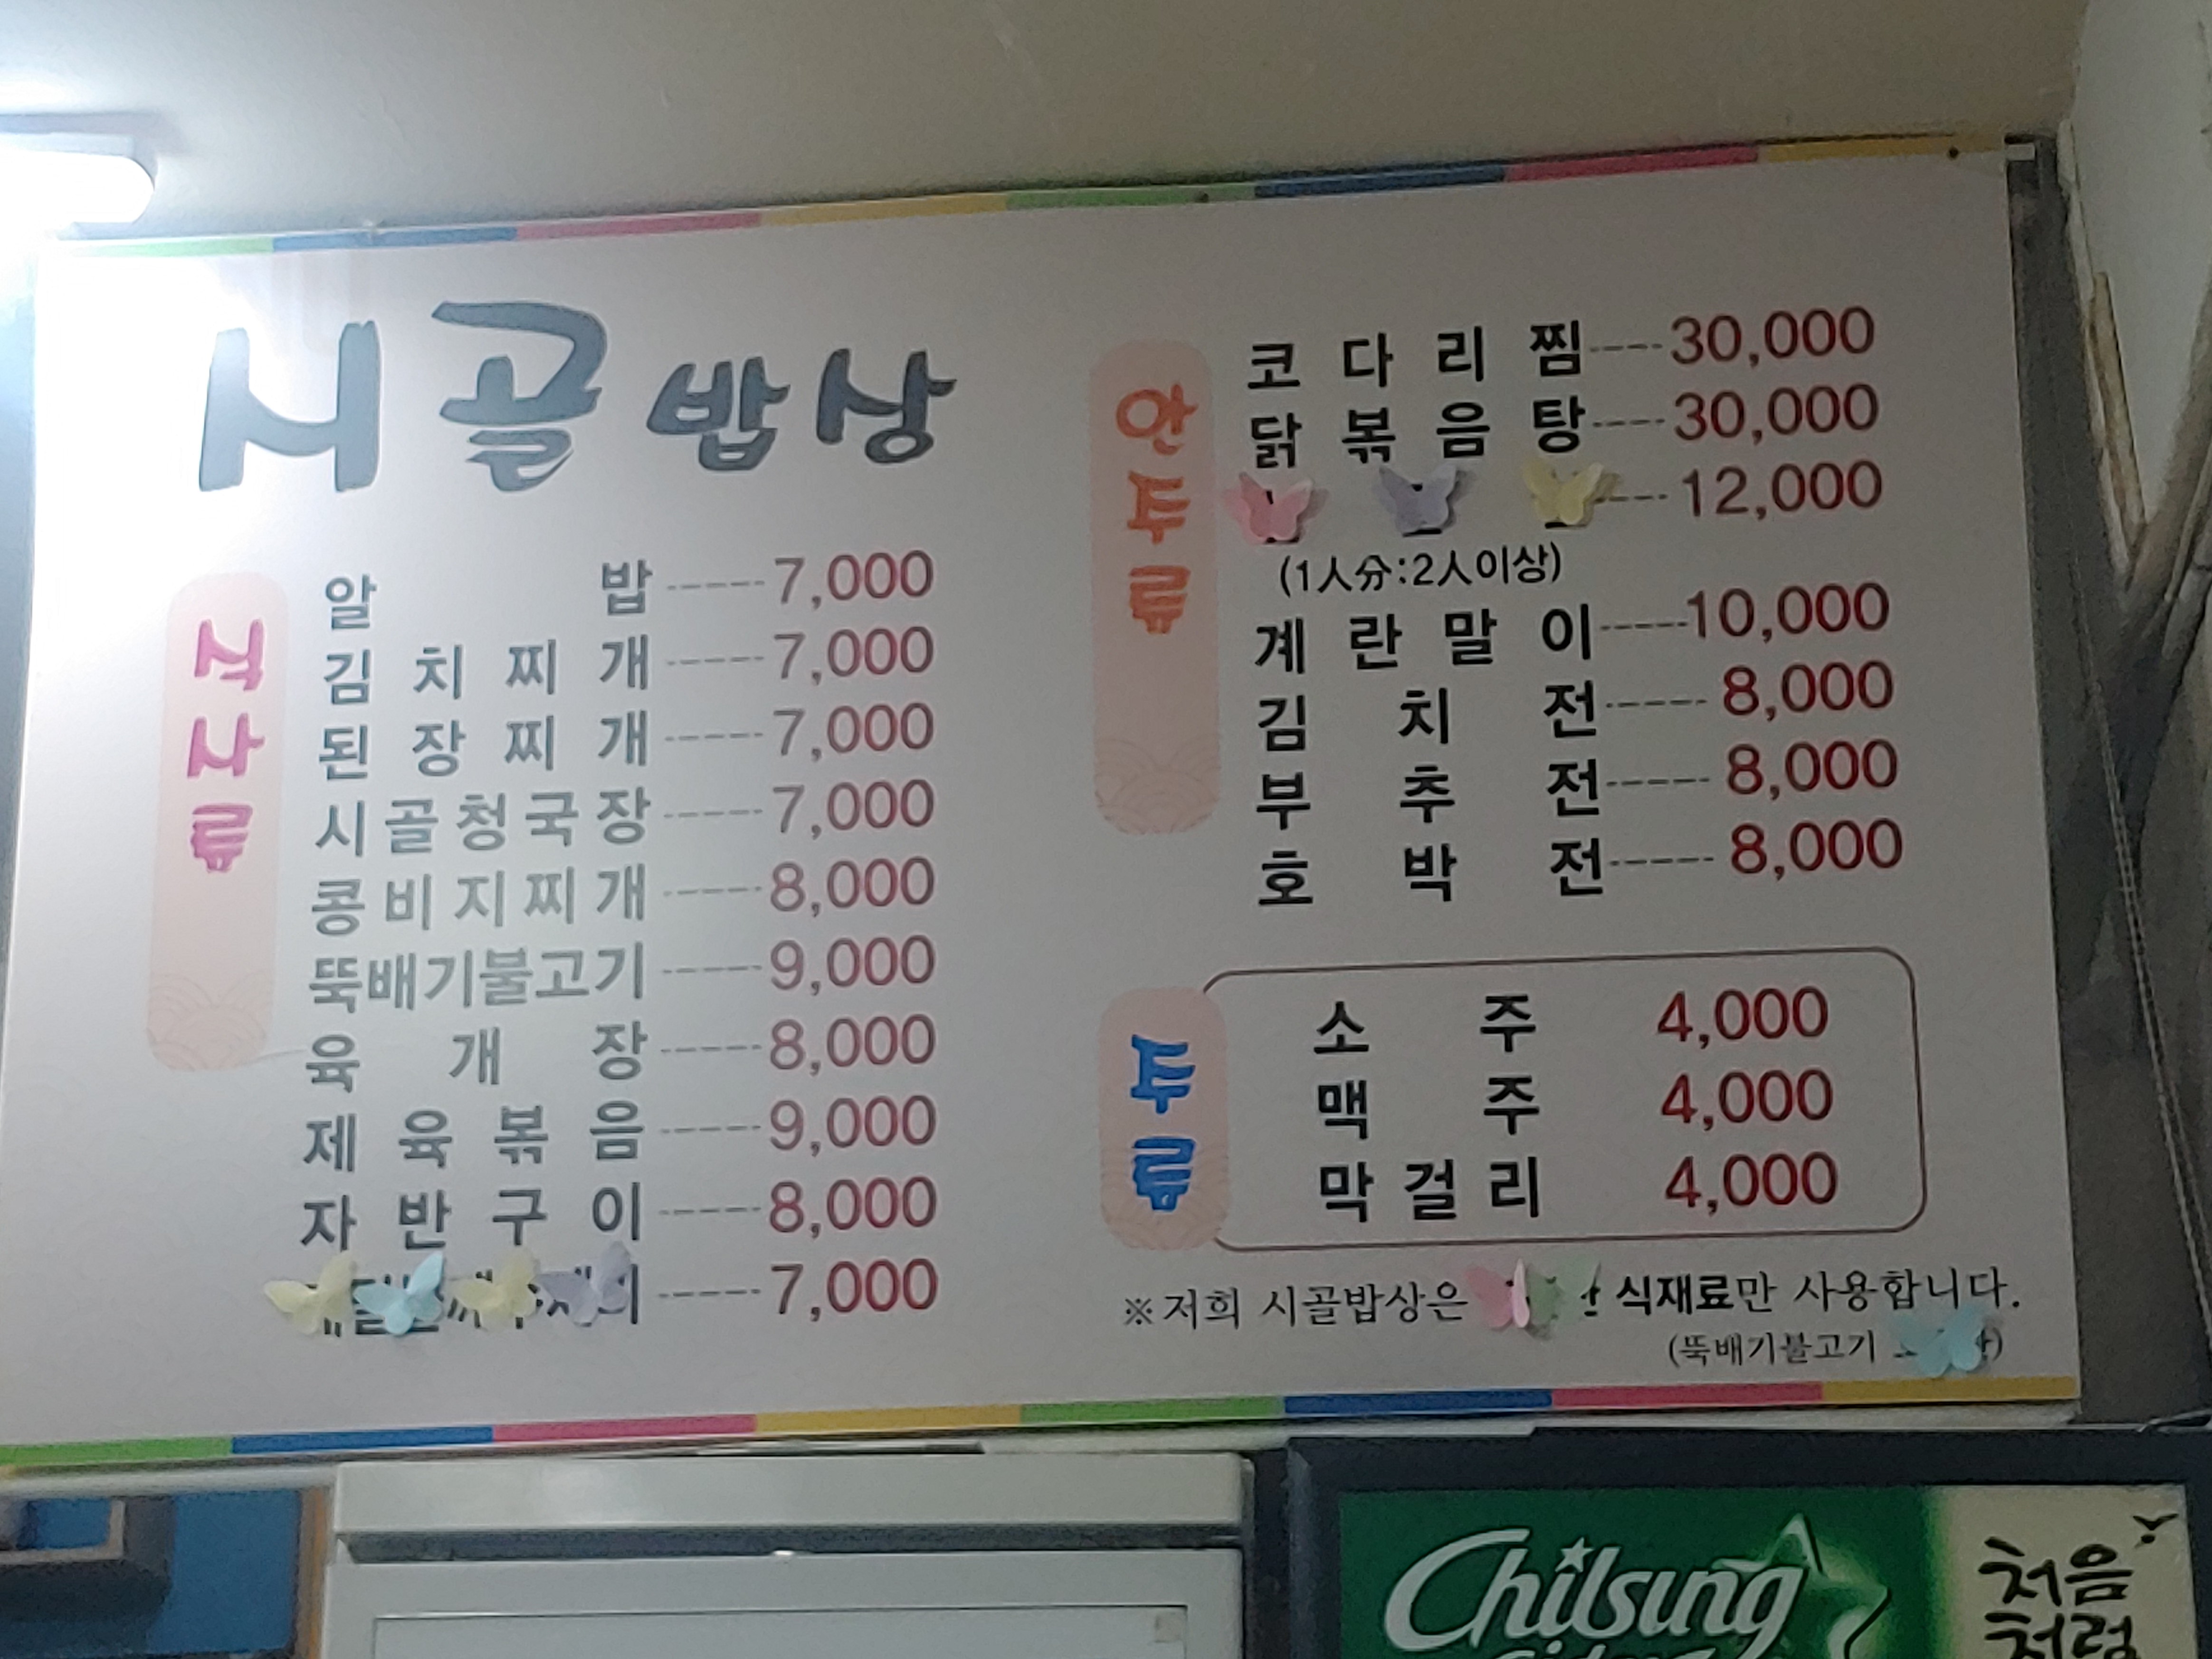 시골밥상
식사류
알밥-----7,000
김치찌개-----7,000
된장찌개-----7,000
시골청국장-----7,000
콩비지찌개-----8,000
뚝배기불고기-----9,000
육개장-----8,000
제육볶음-----9,000
자반구이-----8,000
-----7,000
안주류
코다리찜----30,000
닭볶음탕----30,000
----12,000
(1人分:2人이상)
계란말이-----10,000
김치전-----8,000
부추전-----8,000
호박전-----8,000
주류
소주 4,000
맥주 4,000
막걸리 4,000
※저희 시골밥상은 식재료만 사용합니다.
(뚝배기불고기
Chilsung
처음
처럼